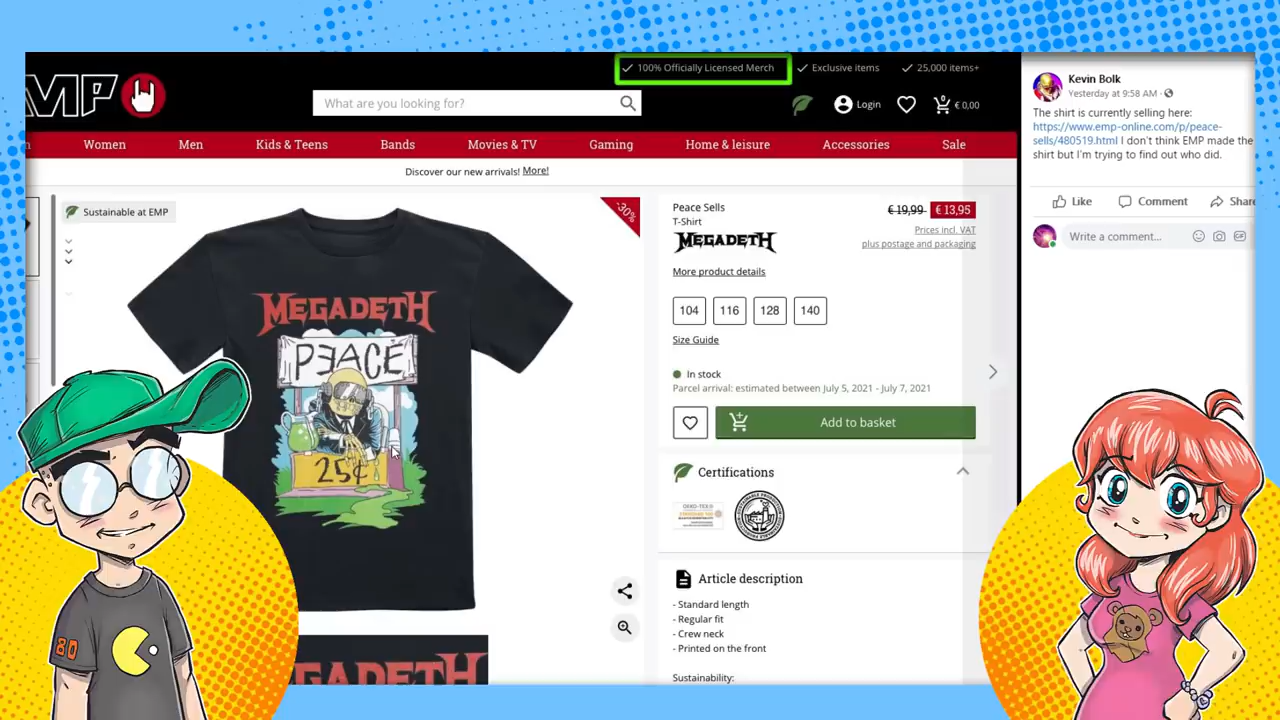 100% Officially Licensed Merch
Exclusive items
25,000 items+
What are you looking for?
Login
0
€ 0,00
Women
Men
Kids & Teens
Bands
Movies & TV
Gaming
Home & leisure
Accessories
Sale
Discover our new arrivals! More!
Sustainable at EMP
-30%
MEGADETH
PEACE
25¢
MEGADETH
Peace Sells
T-Shirt
MEGADETH
€ 19,99 € 13,95
Prices incl. VAT
plus postage and packaging
More product details
104 116 128 140
Size Guide
In stock
Parcel arrival: estimated between July 5, 2021 - July 7, 2021
Add to basket
Certifications
Article description
- Standard length
- Regular fit
- Crew neck
- Printed on the front
Sustainability:
Kevin Bolk
Yesterday at 9:58 AM
The shirt is currently selling here:
https://www.emp-online.com/p/peace-
sells/480519.html I don't think EMP made the
shirt but I'm trying to find out who did.
Like
Comment
Share
Write a comment...
GIF
80